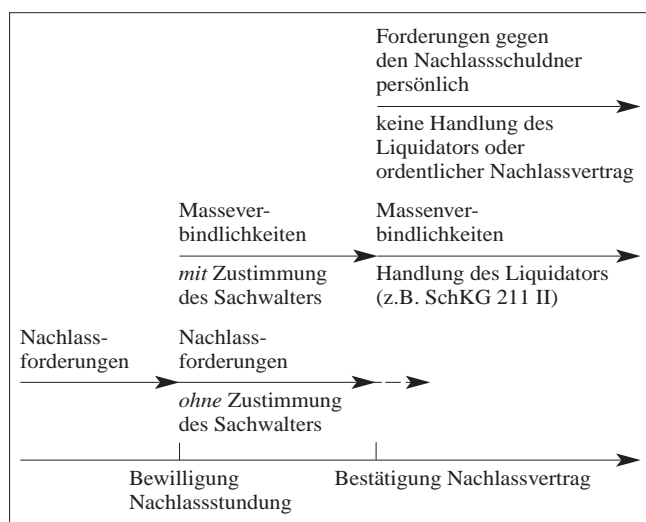 Forderungen gegen
den Nachlassschuldner
persönlich
keine Handlung des
Liquidators oder
ordentlicher Nachlassvertrag
Massever-
bindlichkeiten
mit Zustimmung
des Sachwalters
Massenver-
bindlichkeiten
Handlung des Liquidators
(z.B. SchKG 211 II)
Nachlass-
forderungen
Nachlass-
forderungen
ohne Zustimmung
des Sachwalters
Bewilligung
Nachlassstundung
Bestätigung Nachlassvertrag